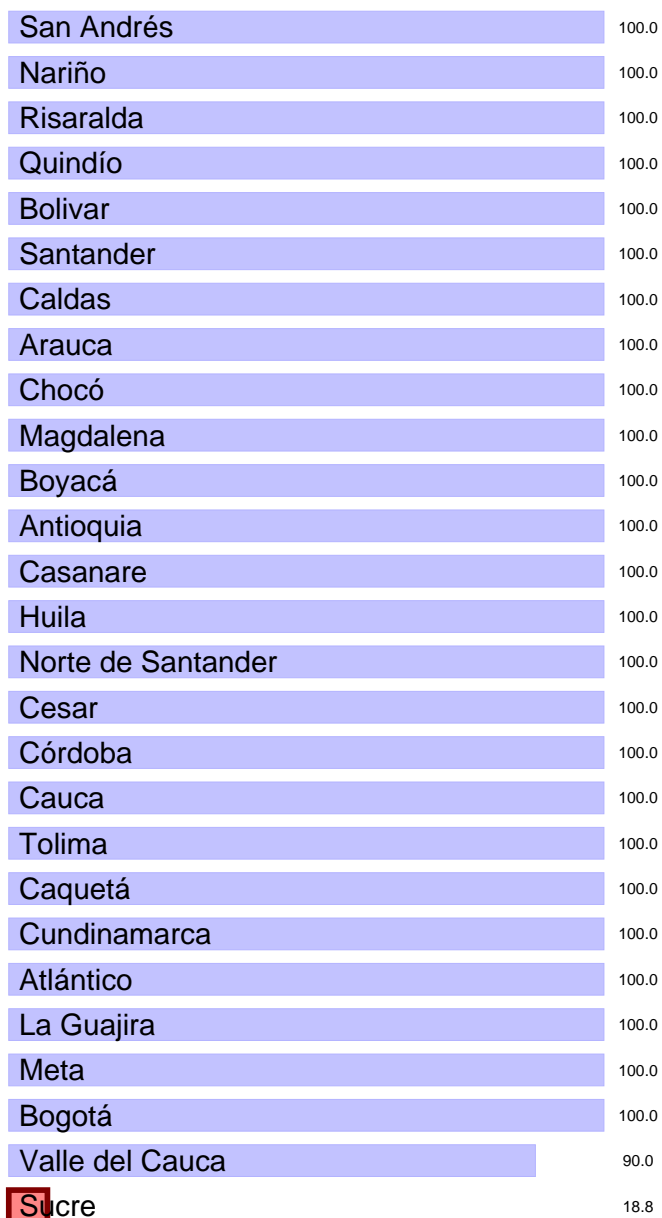 San Andrés 100.0
Nariño 100.0
Risaralda 100.0
Quindío 100.0
Bolivar 100.0
Santander 100.0
Caldas 100.0
Arauca 100.0
Chocó 100.0
Magdalena 100.0
Boyacá 100.0
Antioquia 100.0
Casanare 100.0
Huila 100.0
Norte de Santander 100.0
Cesar 100.0
Córdoba 100.0
Cauca 100.0
Tolima 100.0
Caquetá 100.0
Cundinamarca 100.0
Atlántico 100.0
La Guajira 100.0
Meta 100.0
Bogotá 100.0
Valle del Cauca 90.0
Sucre 18.8